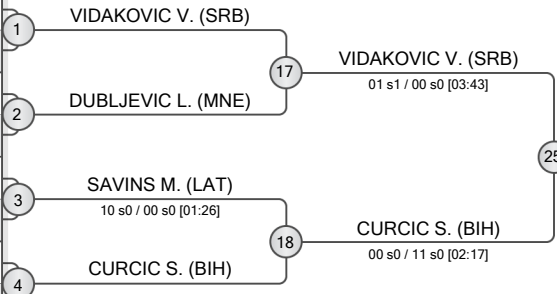 VIDAKOVIC V. (SRB)
1
17
VIDAKOVIC V. (SRB)
01 s1 / 00 s0 [03:43]
DUBLJEVIC L. (MNE)
2
25
SAVINS M. (LAT)
3
10 s0 / 00 s0 [01:26]
18
CURCIC S. (BIH)
00 s0 / 11 s0 [02:17]
CURCIC S. (BIH)
4